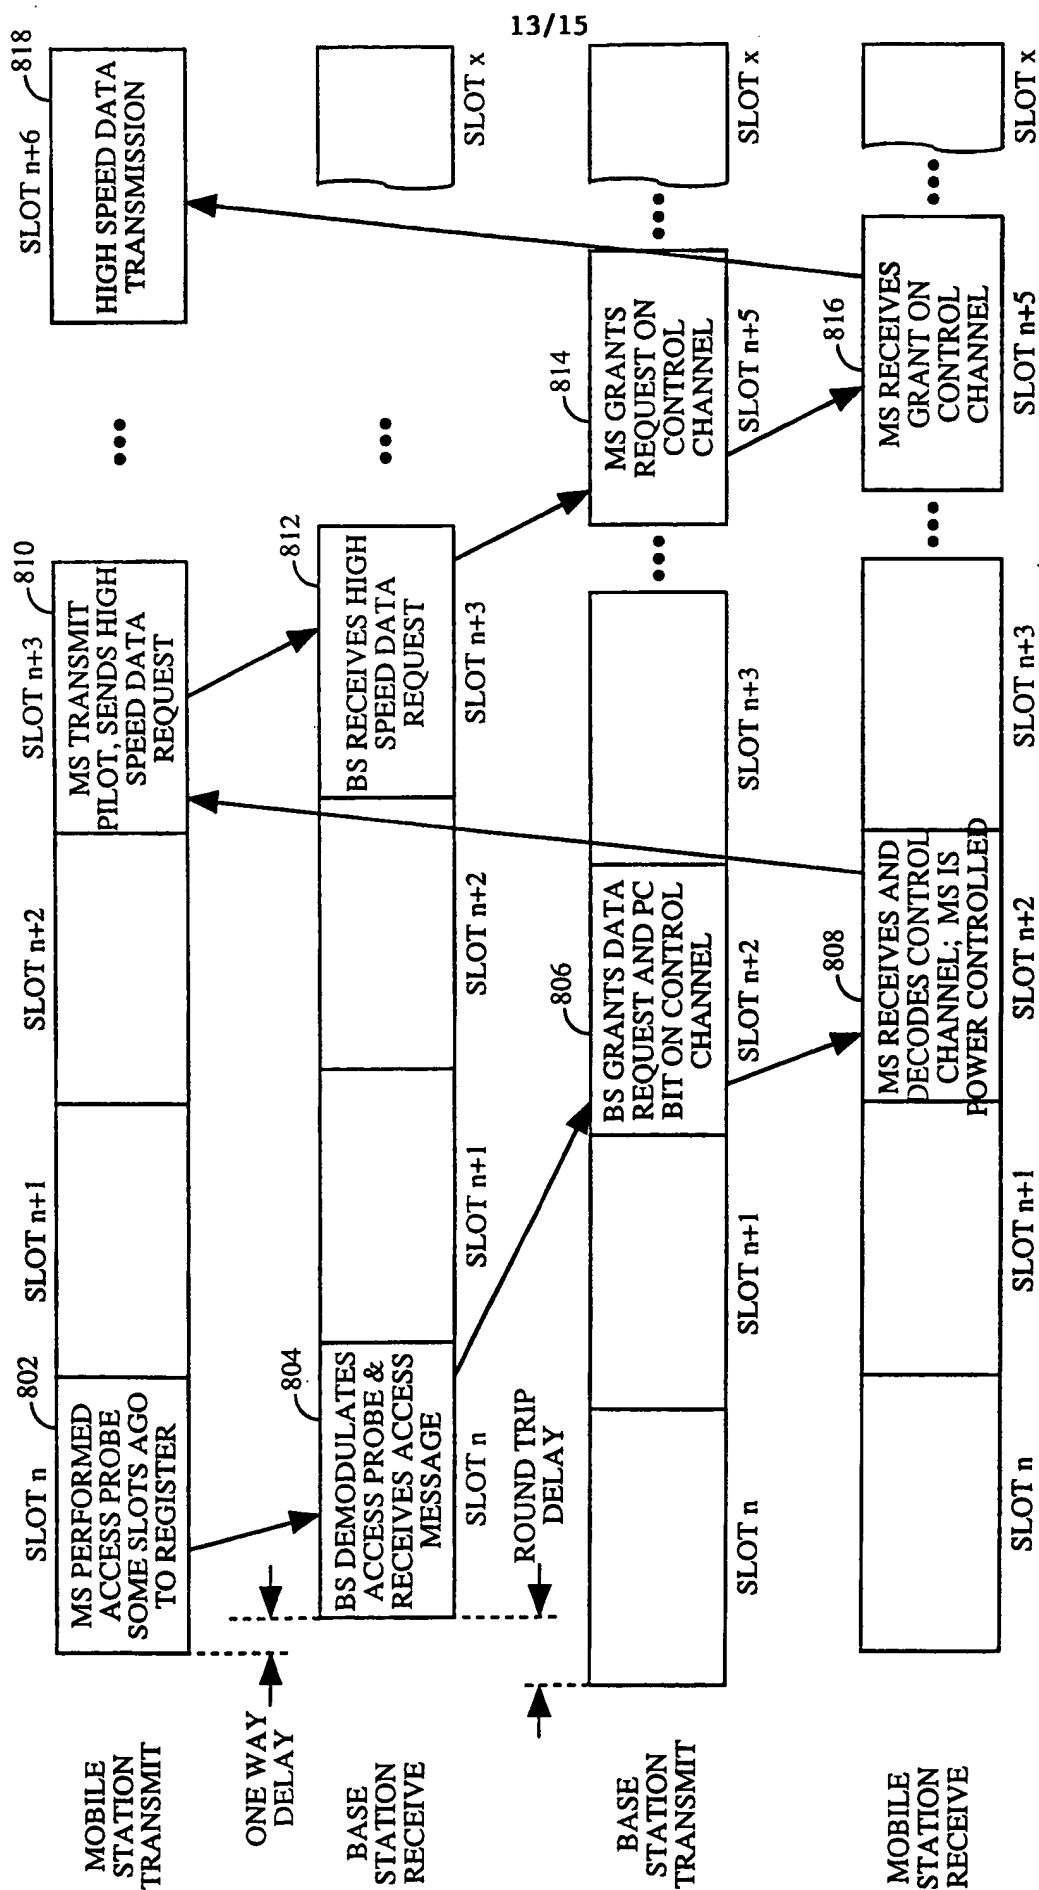 13/15
MOBILE
STATION
TRANSMIT
SLOT n
802
MS PERFORMED
ACCESS PROBE
SOME SLOTS AGO
TO REGISTER
SLOT n+1
SLOT n+2
SLOT n+3
810
MS TRANSMIT
PILOT, SENDS HIGH
SPEED DATA
REQUEST
•••
SLOT n+6
818
HIGH SPEED DATA
TRANSMISSION
ONE WAY
DELAY
BASE
STATION
RECEIVE
804
BS DEMODULATES
ACCESS PROBE &
RECEIVES ACCESS
MESSAGE
SLOT n
SLOT n+1
SLOT n+2
812
BS RECEIVES HIGH
SPEED DATA
REQUEST
SLOT n+3
•••
SLOT x
ROUND TRIP
DELAY
BASE
STATION
TRANSMIT
SLOT n
SLOT n+1
806
BS GRANTS DATA
REQUEST AND PC
BIT ON CONTROL
CHANNEL
SLOT n+2
SLOT n+3
•••
814
MS GRANTS
REQUEST ON
CONTROL
CHANNEL
SLOT n+5
•••
SLOT x
MOBILE
STATION
RECEIVE
SLOT n
SLOT n+1
808
MS RECEIVES AND
DECODES CONTROL
CHANNEL; MS IS
POWER CONTROLLED
SLOT n+2
SLOT n+3
•••
816
MS RECEIVES
GRANT ON
CONTROL
CHANNEL
SLOT n+5
•••
SLOT x